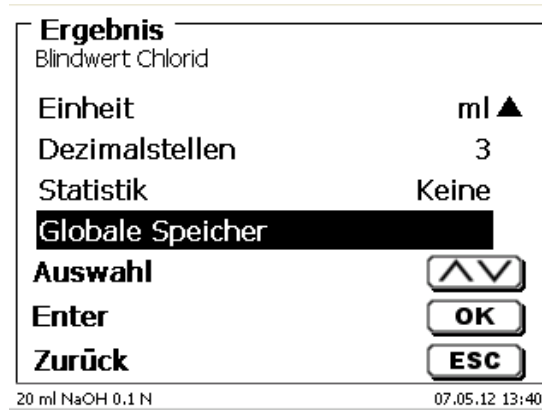 Ergebnis
Blindwert Chlorid
Einheit ml
Dezimalstellen 3
Statistik Keine
Globale Speicher
Auswahl
Enter OK
Zurück ESC
20 ml NaOH 0.1 N 07.05.12 13:40